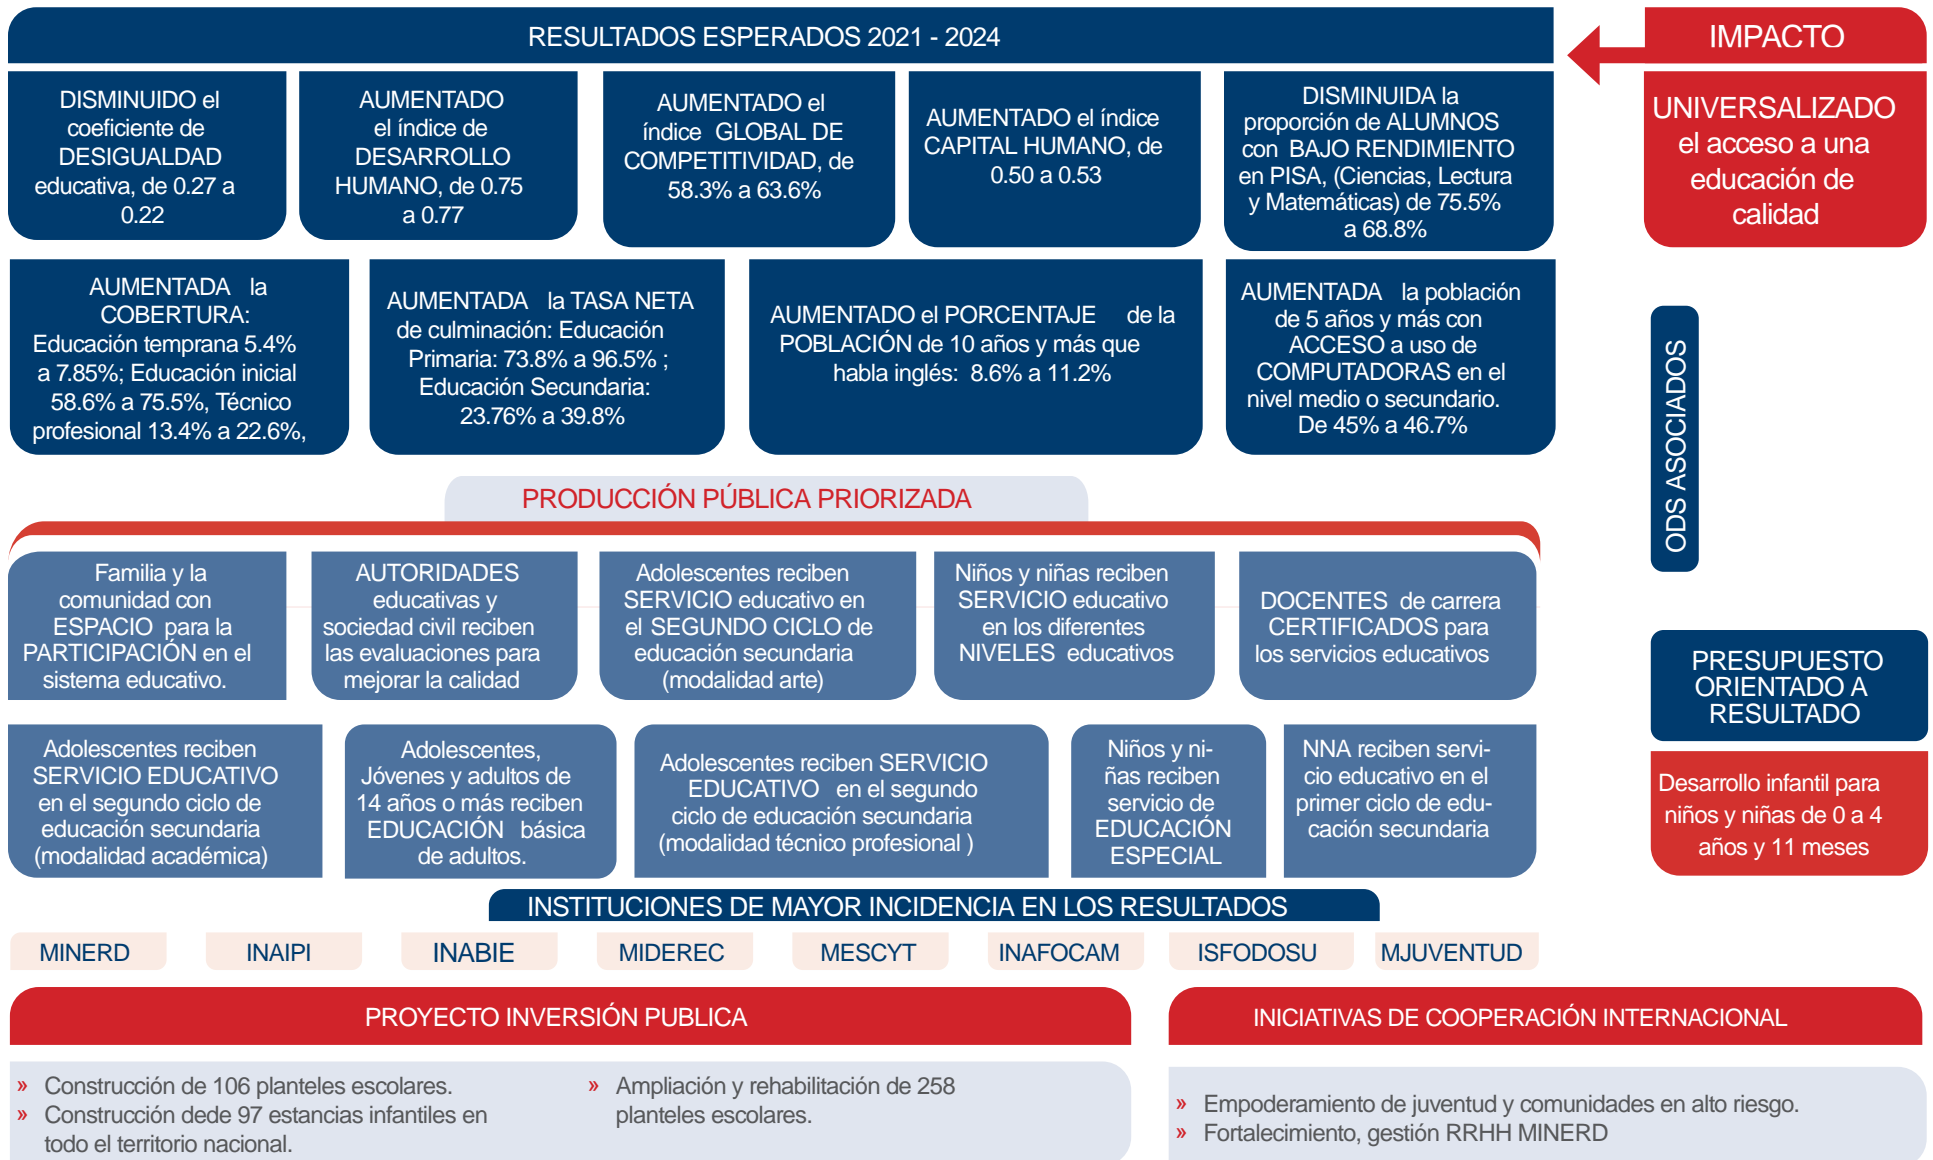 RESULTADOS ESPERADOS 2021 - 2024
IMPACTO
DISMINUIDO el
coeficiente de
DESIGUALDAD
educativa, de 0.27 a
0.22
AUMENTADO
el índice de
DESARROLLO
HUMANO, de 0.75
a 0.77
AUMENTADO el
índice GLOBAL DE
COMPETITIVIDAD, de
58.3% a 63.6%
AUMENTADO el índice
CAPITAL HUMANO, de
0.50 a 0.53
DISMINUIDA la
proporción de ALUMNOS
con BAJO RENDIMIENTO
en PISA, (Ciencias, Lectura
y Matemáticas) de 75.5%
a 68.8%
UNIVERSALIZADO
el acceso a una
educación de
calidad
AUMENTADA la
COBERTURA:
Educación temprana 5.4%
a 7.85%; Educación inicial
58.6% a 75.5%, Técnico
profesional 13.4% a 22.6%,
AUMENTADA la TASA NETA
de culminación: Educación
Primaria: 73.8% a 96.5% ;
Educación Secundaria:
23.76% a 39.8%
AUMENTADO el PORCENTAJE de la
POBLACIÓN de 10 años y más que
habla inglés: 8.6% a 11.2%
AUMENTADA la población
de 5 años y más con
ACCESO a uso de
COMPUTADORAS en el
nivel medio o secundario.
De 45% a 46.7%
ODS ASOCIADOS
PRODUCCIÓN PÚBLICA PRIORIZADA
Familia y la
comunidad con
ESPACIO para la
PARTICIPACIÓN en el
sistema educativo.
AUTORIDADES
educativas y
sociedad civil reciben
las evaluaciones para
mejorar la calidad
Adolescentes reciben
SERVICIO educativo en
el SEGUNDO CICLO de
educación secundaria
(modalidad arte)
Niños y niñas reciben
SERVICIO educativo
en los diferentes
NIVELES educativos
DOCENTES de carrera
CERTIFICADOS para
los servicios educativos
PRESUPUESTO
ORIENTADO A
RESULTADO
Adolescentes reciben
SERVICIO EDUCATIVO
en el segundo ciclo de
educación secundaria
(modalidad académica)
Adolescentes,
Jóvenes y adultos de
14 años o más reciben
EDUCACIÓN básica
de adultos.
Adolescentes reciben SERVICIO
EDUCATIVO en el segundo
ciclo de educación secundaria
(modalidad técnico profesional )
Niños y ni-
ñas reciben
servicio de
EDUCACIÓN
ESPECIAL
NNA reciben servi-
cio educativo en el
primer ciclo de edu-
cación secundaria
Desarrollo infantil para
niños y niñas de 0 a 4
años y 11 meses
INSTITUCIONES DE MAYOR INCIDENCIA EN LOS RESULTADOS
MINERD
INAIPI
INABIE
MIDEREC
MESCYT
INAFOCAM
ISFODOSU
MJUVENTUD
PROYECTO INVERSIÓN PUBLICA
» Construcción de 106 planteles escolares.
» Construcción dede 97 estancias infantiles en
todo el territorio nacional.
» Ampliación y rehabilitación de 258
planteles escolares.
INICIATIVAS DE COOPERACIÓN INTERNACIONAL
» Empoderamiento de juventud y comunidades en alto riesgo.
» Fortalecimiento, gestión RRHH MINERD